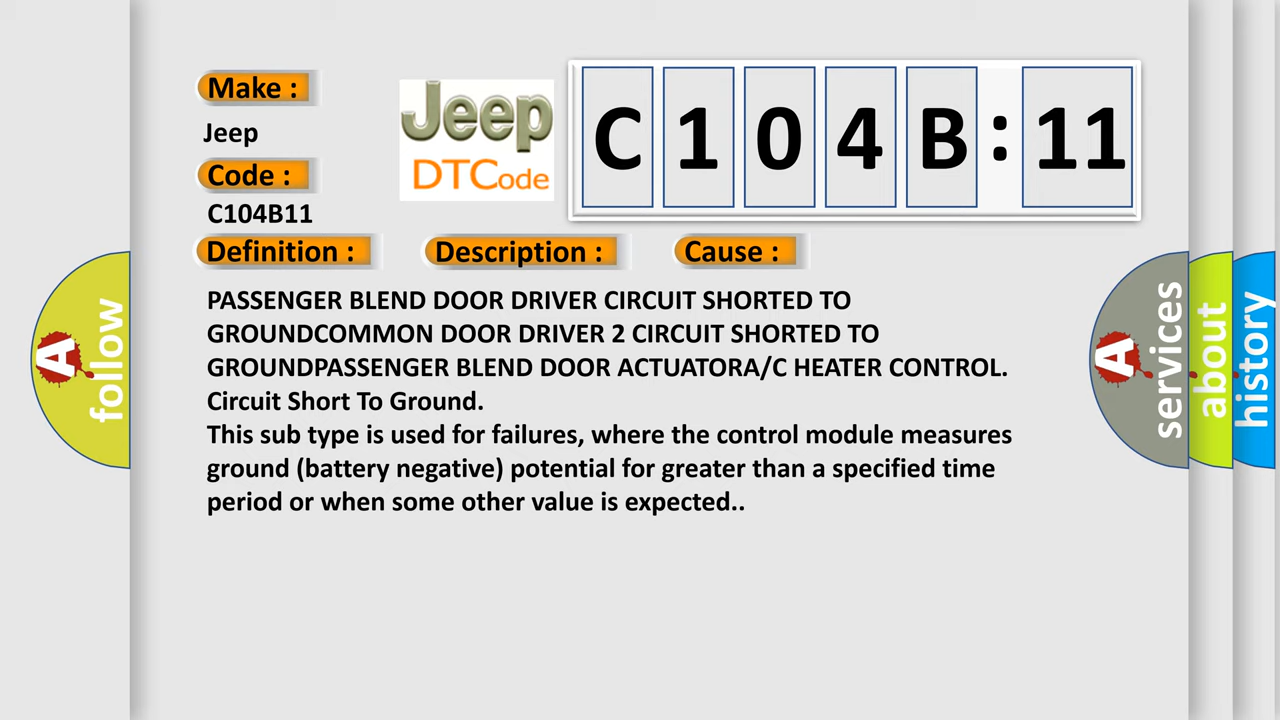 Make :
Jeep
Code :
C104B11
Jeep
DTCode
C104B:11
Definition :
Description :
Cause :
PASSENGER BLEND DOOR DRIVER CIRCUIT SHORTED TO
GROUNDCOMMON DOOR DRIVER 2 CIRCUIT SHORTED TO
GROUNDPASSENGER BLEND DOOR ACTUATORA/C HEATER CONTROL.
Circuit Short To Ground.
This sub type is used for failures, where the control module measures
ground (battery negative) potential for greater than a specified time
period or when some other value is expected..
A
follow
A
services
about
history